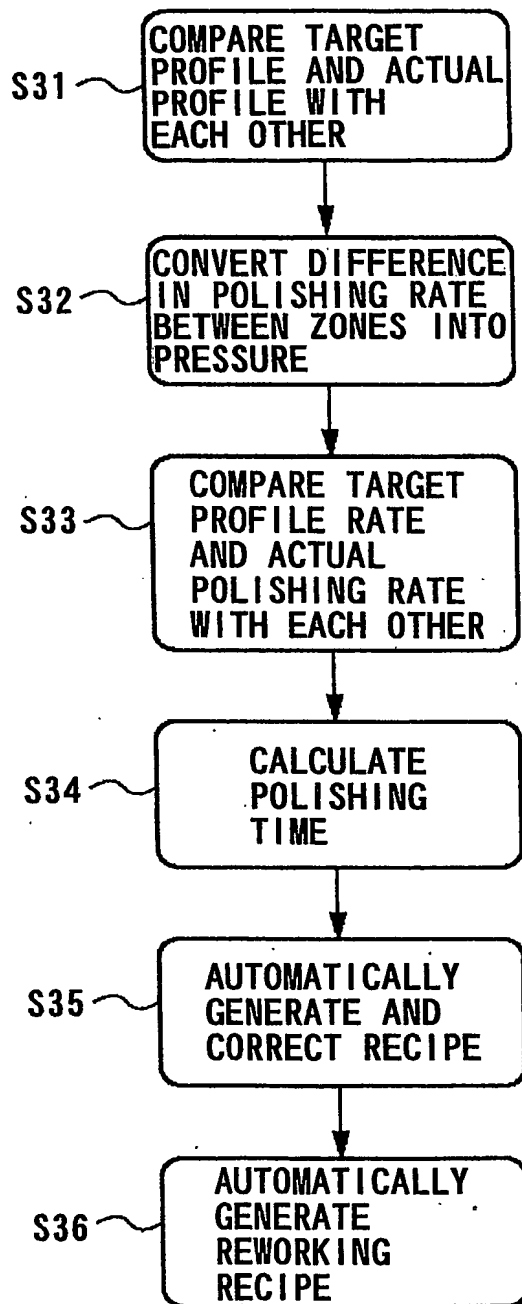 COMPARE TARGET
PROFILE AND ACTUAL
PROFILE WITH
EACH OTHER
S31
CONVERT DIFFERENCE
IN POLISHING RATE
BETWEEN ZONES INTO
PRESSURE
S32
COMPARE TARGET
PROFILE RATE
AND ACTUAL
POLISHING RATE
WITH EACH OTHER
S33
CALCULATE
POLISHING
TIME
S34
AUTOMATICALLY
GENERATE AND
CORRECT RECIPE
S35
AUTOMATICALLY
GENERATE
REWORKING
RECIPE
S36